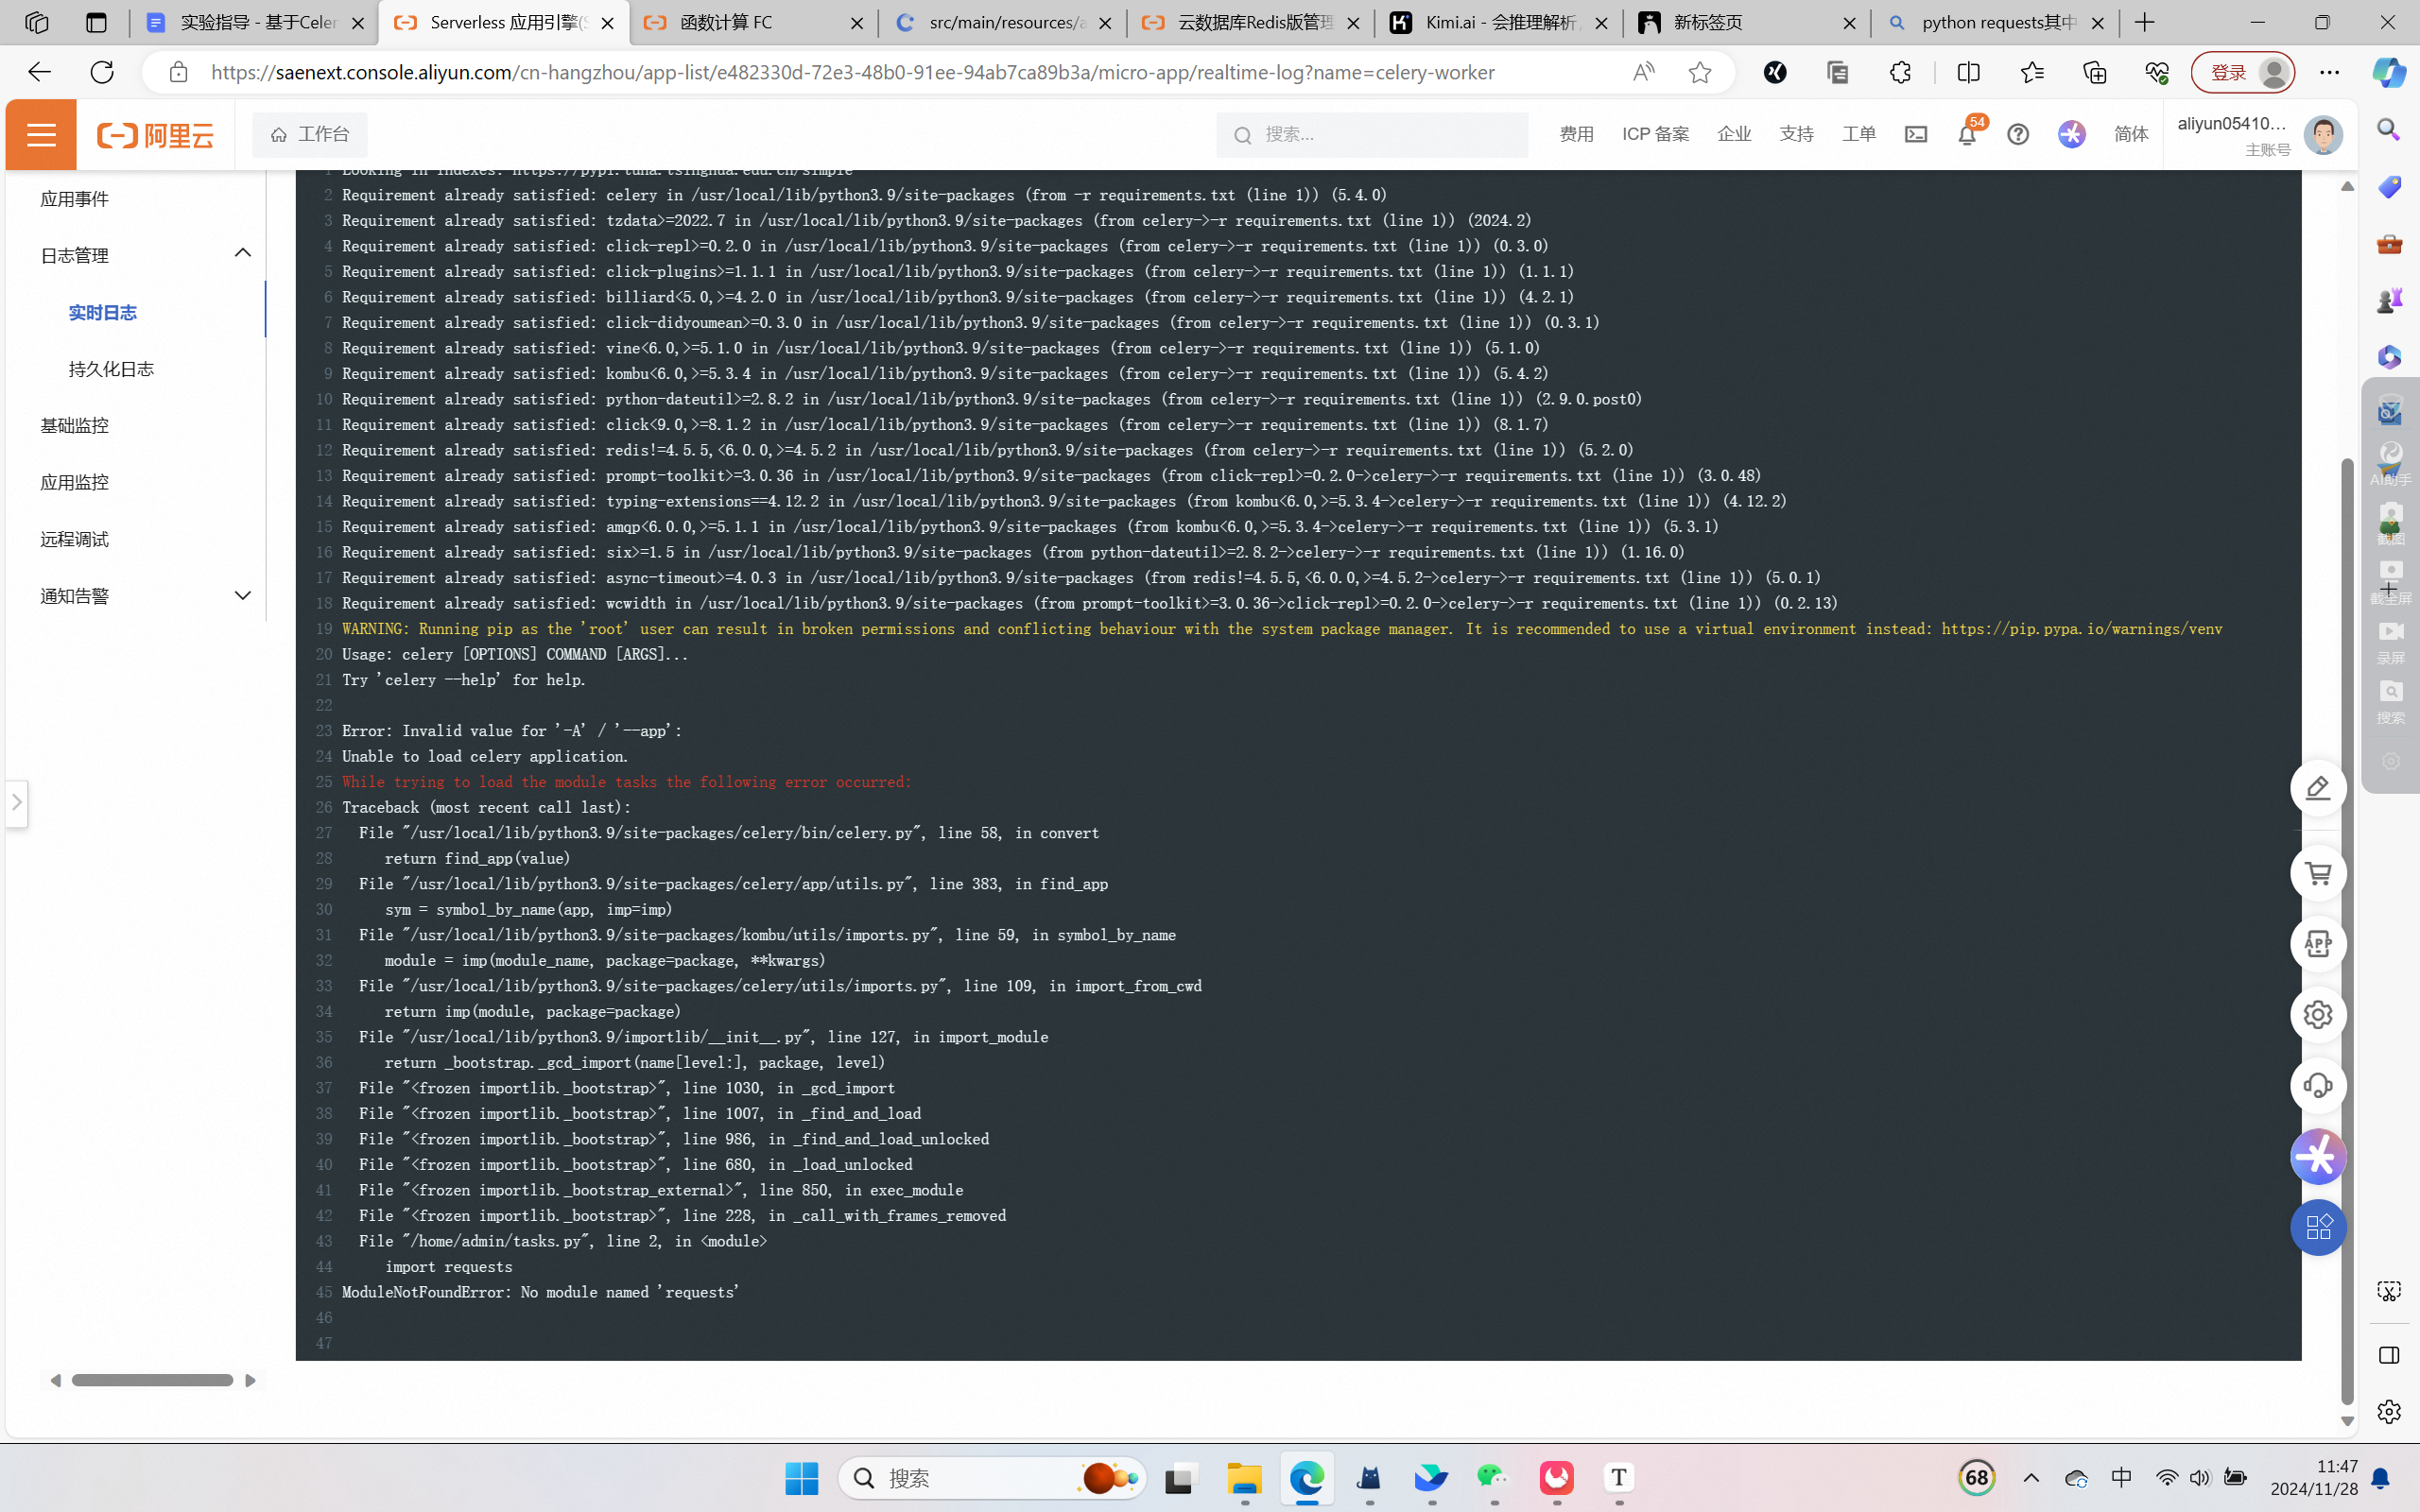 实验指导 - 基于Celer
Serverless 应用引擎(S
函数计算 FC
src/main/resources/a
云数据库Redis版管理
Kimi.ai - 会推理解析,
新标签页
python requests其中
https://saenext.console.aliyun.com/cn-hangzhou/app-list/e482330d-72e3-48b0-91ee-94ab7ca89b3a/micro-app/realtime-log?name=celery-worker
登录
阿里云
工作台
搜索...
费用
ICP 备案
企业
支持
工单
54
简体
aliyun05410...
主账号
应用事件
日志管理
实时日志
持久化日志
基础监控
应用监控
远程调试
通知告警
1 Looking in indexes: https://pypi.tuna.tsinghua.edu.cn/simple
2 Requirement already satisfied: celery in /usr/local/lib/python3.9/site-packages (from -r requirements.txt (line 1)) (5.4.0)
3 Requirement already satisfied: tzdata>=2022.7 in /usr/local/lib/python3.9/site-packages (from celery->-r requirements.txt (line 1)) (2024.2)
4 Requirement already satisfied: click-repl>=0.2.0 in /usr/local/lib/python3.9/site-packages (from celery->-r requirements.txt (line 1)) (0.3.0)
5 Requirement already satisfied: click-plugins>=1.1.1 in /usr/local/lib/python3.9/site-packages (from celery->-r requirements.txt (line 1)) (1.1.1)
6 Requirement already satisfied: billiard<5.0,>=4.2.0 in /usr/local/lib/python3.9/site-packages (from celery->-r requirements.txt (line 1)) (4.2.1)
7 Requirement already satisfied: click-didyoumean>=0.3.0 in /usr/local/lib/python3.9/site-packages (from celery->-r requirements.txt (line 1)) (0.3.1)
8 Requirement already satisfied: vine<6.0,>=5.1.0 in /usr/local/lib/python3.9/site-packages (from celery->-r requirements.txt (line 1)) (5.1.0)
9 Requirement already satisfied: kombu<6.0,>=5.3.4 in /usr/local/lib/python3.9/site-packages (from celery->-r requirements.txt (line 1)) (5.4.2)
10 Requirement already satisfied: python-dateutil>=2.8.2 in /usr/local/lib/python3.9/site-packages (from celery->-r requirements.txt (line 1)) (2.9.0.post0)
11 Requirement already satisfied: click<9.0,>=8.1.2 in /usr/local/lib/python3.9/site-packages (from celery->-r requirements.txt (line 1)) (8.1.7)
12 Requirement already satisfied: redis!=4.5.5,<6.0.0,>=4.5.2 in /usr/local/lib/python3.9/site-packages (from celery->-r requirements.txt (line 1)) (5.2.0)
13 Requirement already satisfied: prompt-toolkit>=3.0.36 in /usr/local/lib/python3.9/site-packages (from click-repl>=0.2.0->celery->-r requirements.txt (line 1)) (3.0.48)
14 Requirement already satisfied: typing-extensions==4.12.2 in /usr/local/lib/python3.9/site-packages (from kombu<6.0,>=5.3.4->celery->-r requirements.txt (line 1)) (4.12.2)
15 Requirement already satisfied: amqp<6.0.0,>=5.1.1 in /usr/local/lib/python3.9/site-packages (from kombu<6.0,>=5.3.4->celery->-r requirements.txt (line 1)) (5.3.1)
16 Requirement already satisfied: six>=1.5 in /usr/local/lib/python3.9/site-packages (from python-dateutil>=2.8.2->celery->-r requirements.txt (line 1)) (1.16.0)
17 Requirement already satisfied: async-timeout>=4.0.3 in /usr/local/lib/python3.9/site-packages (from redis!=4.5.5,<6.0.0,>=4.5.2->celery->-r requirements.txt (line 1)) (5.0.1)
18 Requirement already satisfied: wcwidth in /usr/local/lib/python3.9/site-packages (from prompt-toolkit>=3.0.36->click-repl>=0.2.0->celery->-r requirements.txt (line 1)) (0.2.13)
19 WARNING: Running pip as the 'root' user can result in broken permissions and conflicting behaviour with the system package manager. It is recommended to use a virtual environment instead: https://pip.pypa.io/warnings/venv
20 Usage: celery [OPTIONS] COMMAND [ARGS]...
21 Try 'celery --help' for help.
22
23 Error: Invalid value for '-A' / '--app':
24 Unable to load celery application.
25 While trying to load the module tasks the following error occurred:
26 Traceback (most recent call last):
27 File "/usr/local/lib/python3.9/site-packages/celery/bin/celery.py", line 58, in convert
28 return find_app(value)
29 File "/usr/local/lib/python3.9/site-packages/celery/app/utils.py", line 383, in find_app
30 sym = symbol_by_name(app, imp=imp)
31 File "/usr/local/lib/python3.9/site-packages/kombu/utils/imports.py", line 59, in symbol_by_name
32 module = imp(module_name, package=package, **kwargs)
33 File "/usr/local/lib/python3.9/site-packages/celery/utils/imports.py", line 109, in import_from_cwd
34 return imp(module, package=package)
35 File "/usr/local/lib/python3.9/importlib/__init__.py", line 127, in import_module
36 return _bootstrap._gcd_import(name[level:], package, level)
37 File "<frozen importlib._bootstrap>", line 1030, in _gcd_import
38 File "<frozen importlib._bootstrap>", line 1007, in _find_and_load
39 File "<frozen importlib._bootstrap>", line 986, in _find_and_load_unlocked
40 File "<frozen importlib._bootstrap>", line 680, in _load_unlocked
41 File "<frozen importlib._bootstrap_external>", line 850, in exec_module
42 File "<frozen importlib._bootstrap>", line 228, in _call_with_frames_removed
43 File "/home/admin/tasks.py", line 2, in <module>
44 import requests
45 ModuleNotFoundError: No module named 'requests'
46
47
AI助手
截图
截全屏
录屏
搜索
APP
搜索
68
中
11:47
2024/11/28